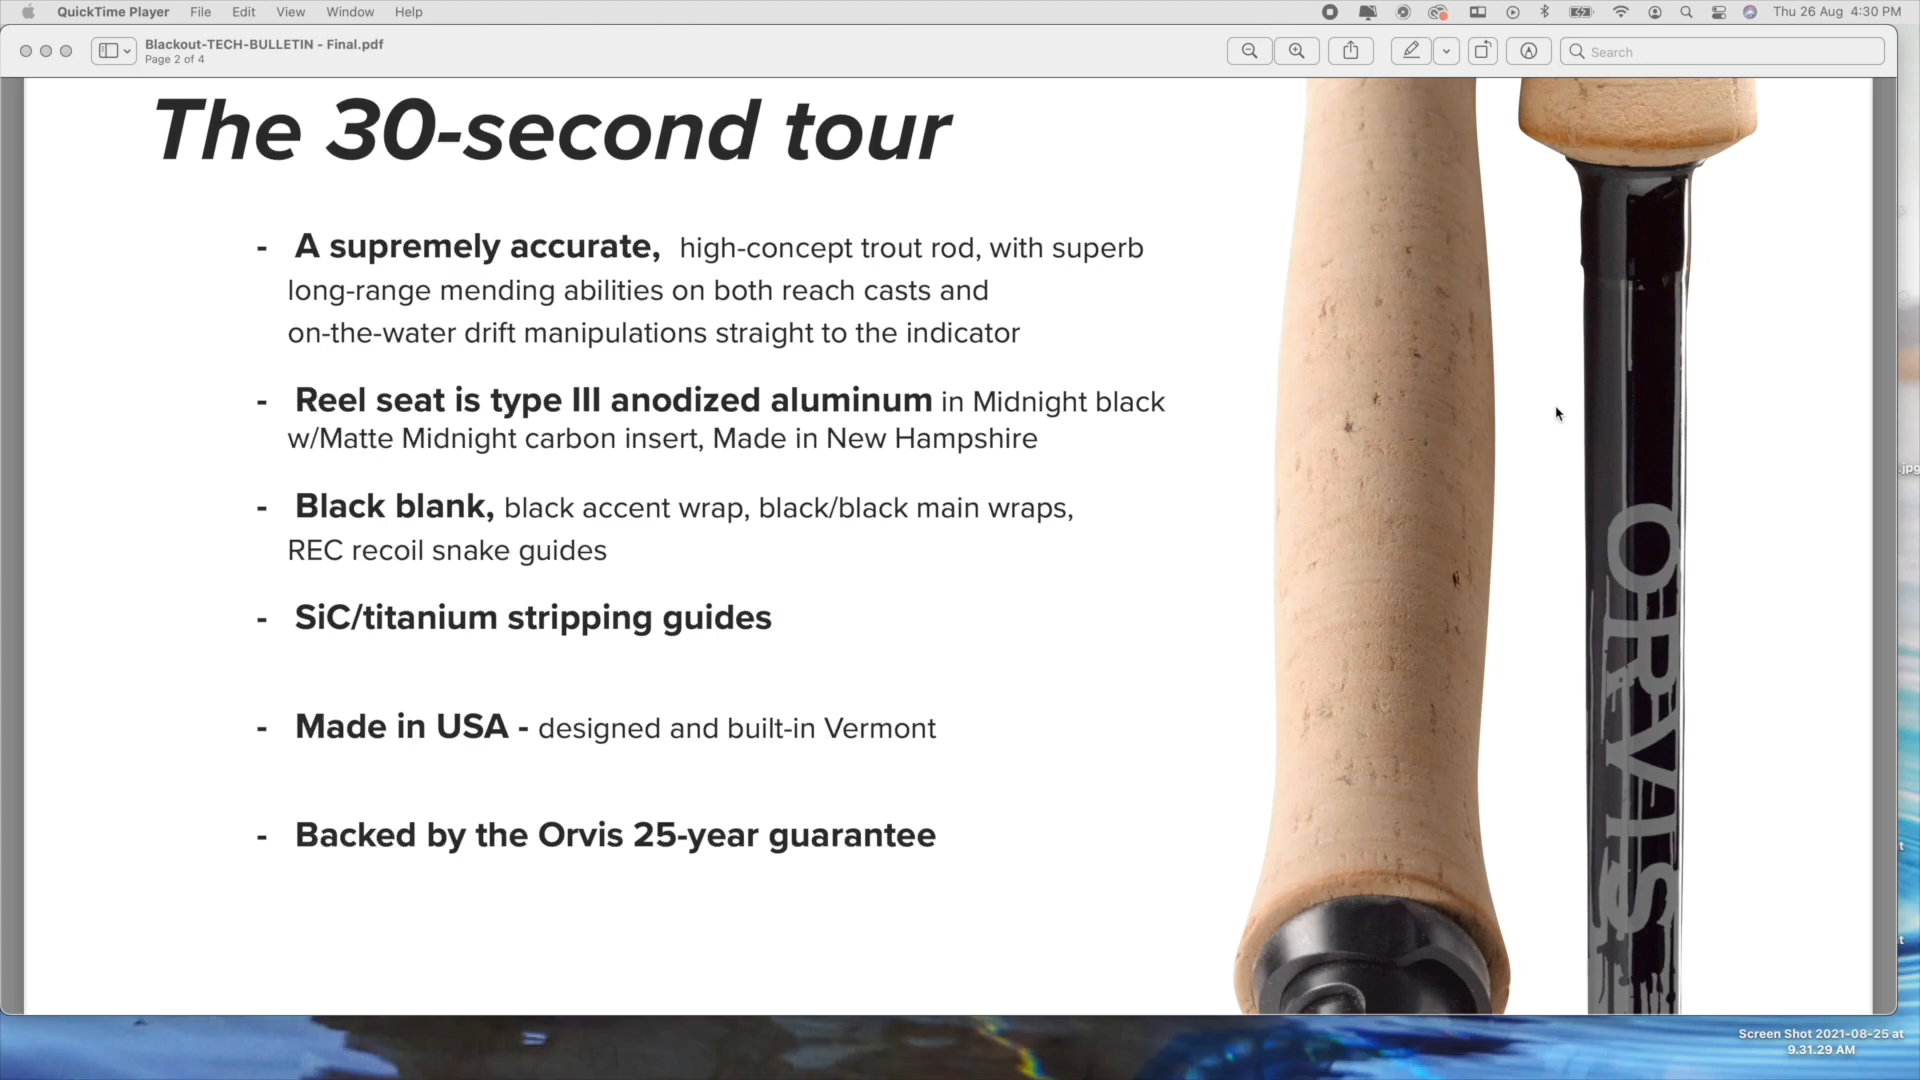 QuickTime Player File Edit View Window Help Thu 26 Aug 4:30 PM
Blackout-TECH-BULLETIN - Final.pdf
Page 2 of 4
Search
The 30-second tour
- A supremely accurate, high-concept trout rod, with superb
long-range mending abilities on both reach casts and
on-the-water drift manipulations straight to the indicator
- Reel seat is type III anodized aluminum in Midnight black
w/Matte Midnight carbon insert, Made in New Hampshire
- Black blank, black accent wrap, black/black main wraps,
REC recoil snake guides
- SiC/titanium stripping guides
- Made in USA - designed and built-in Vermont
- Backed by the Orvis 25-year guarantee
ORVIS
.jpg
Screen Shot 2021-08-25 at
9.31.29 AM